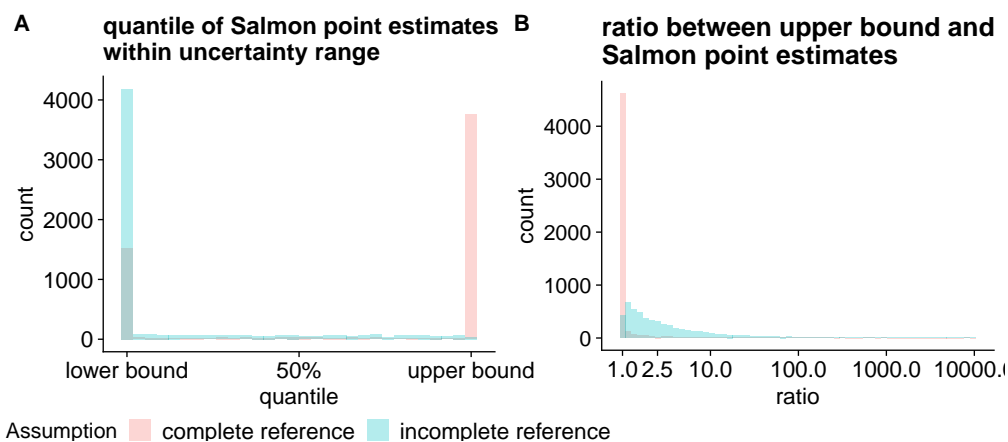 A
quantile of Salmon point estimates
within uncertainty range
4000
3000
2000
1000
0
count
lower bound
50%
upper bound
quantile
B
ratio between upper bound and
Salmon point estimates
4000
3000
2000
1000
0
count
1.0
2.5
10.0
100.0
1000.0
10000.0
ratio
Assumption
complete reference
incomplete reference